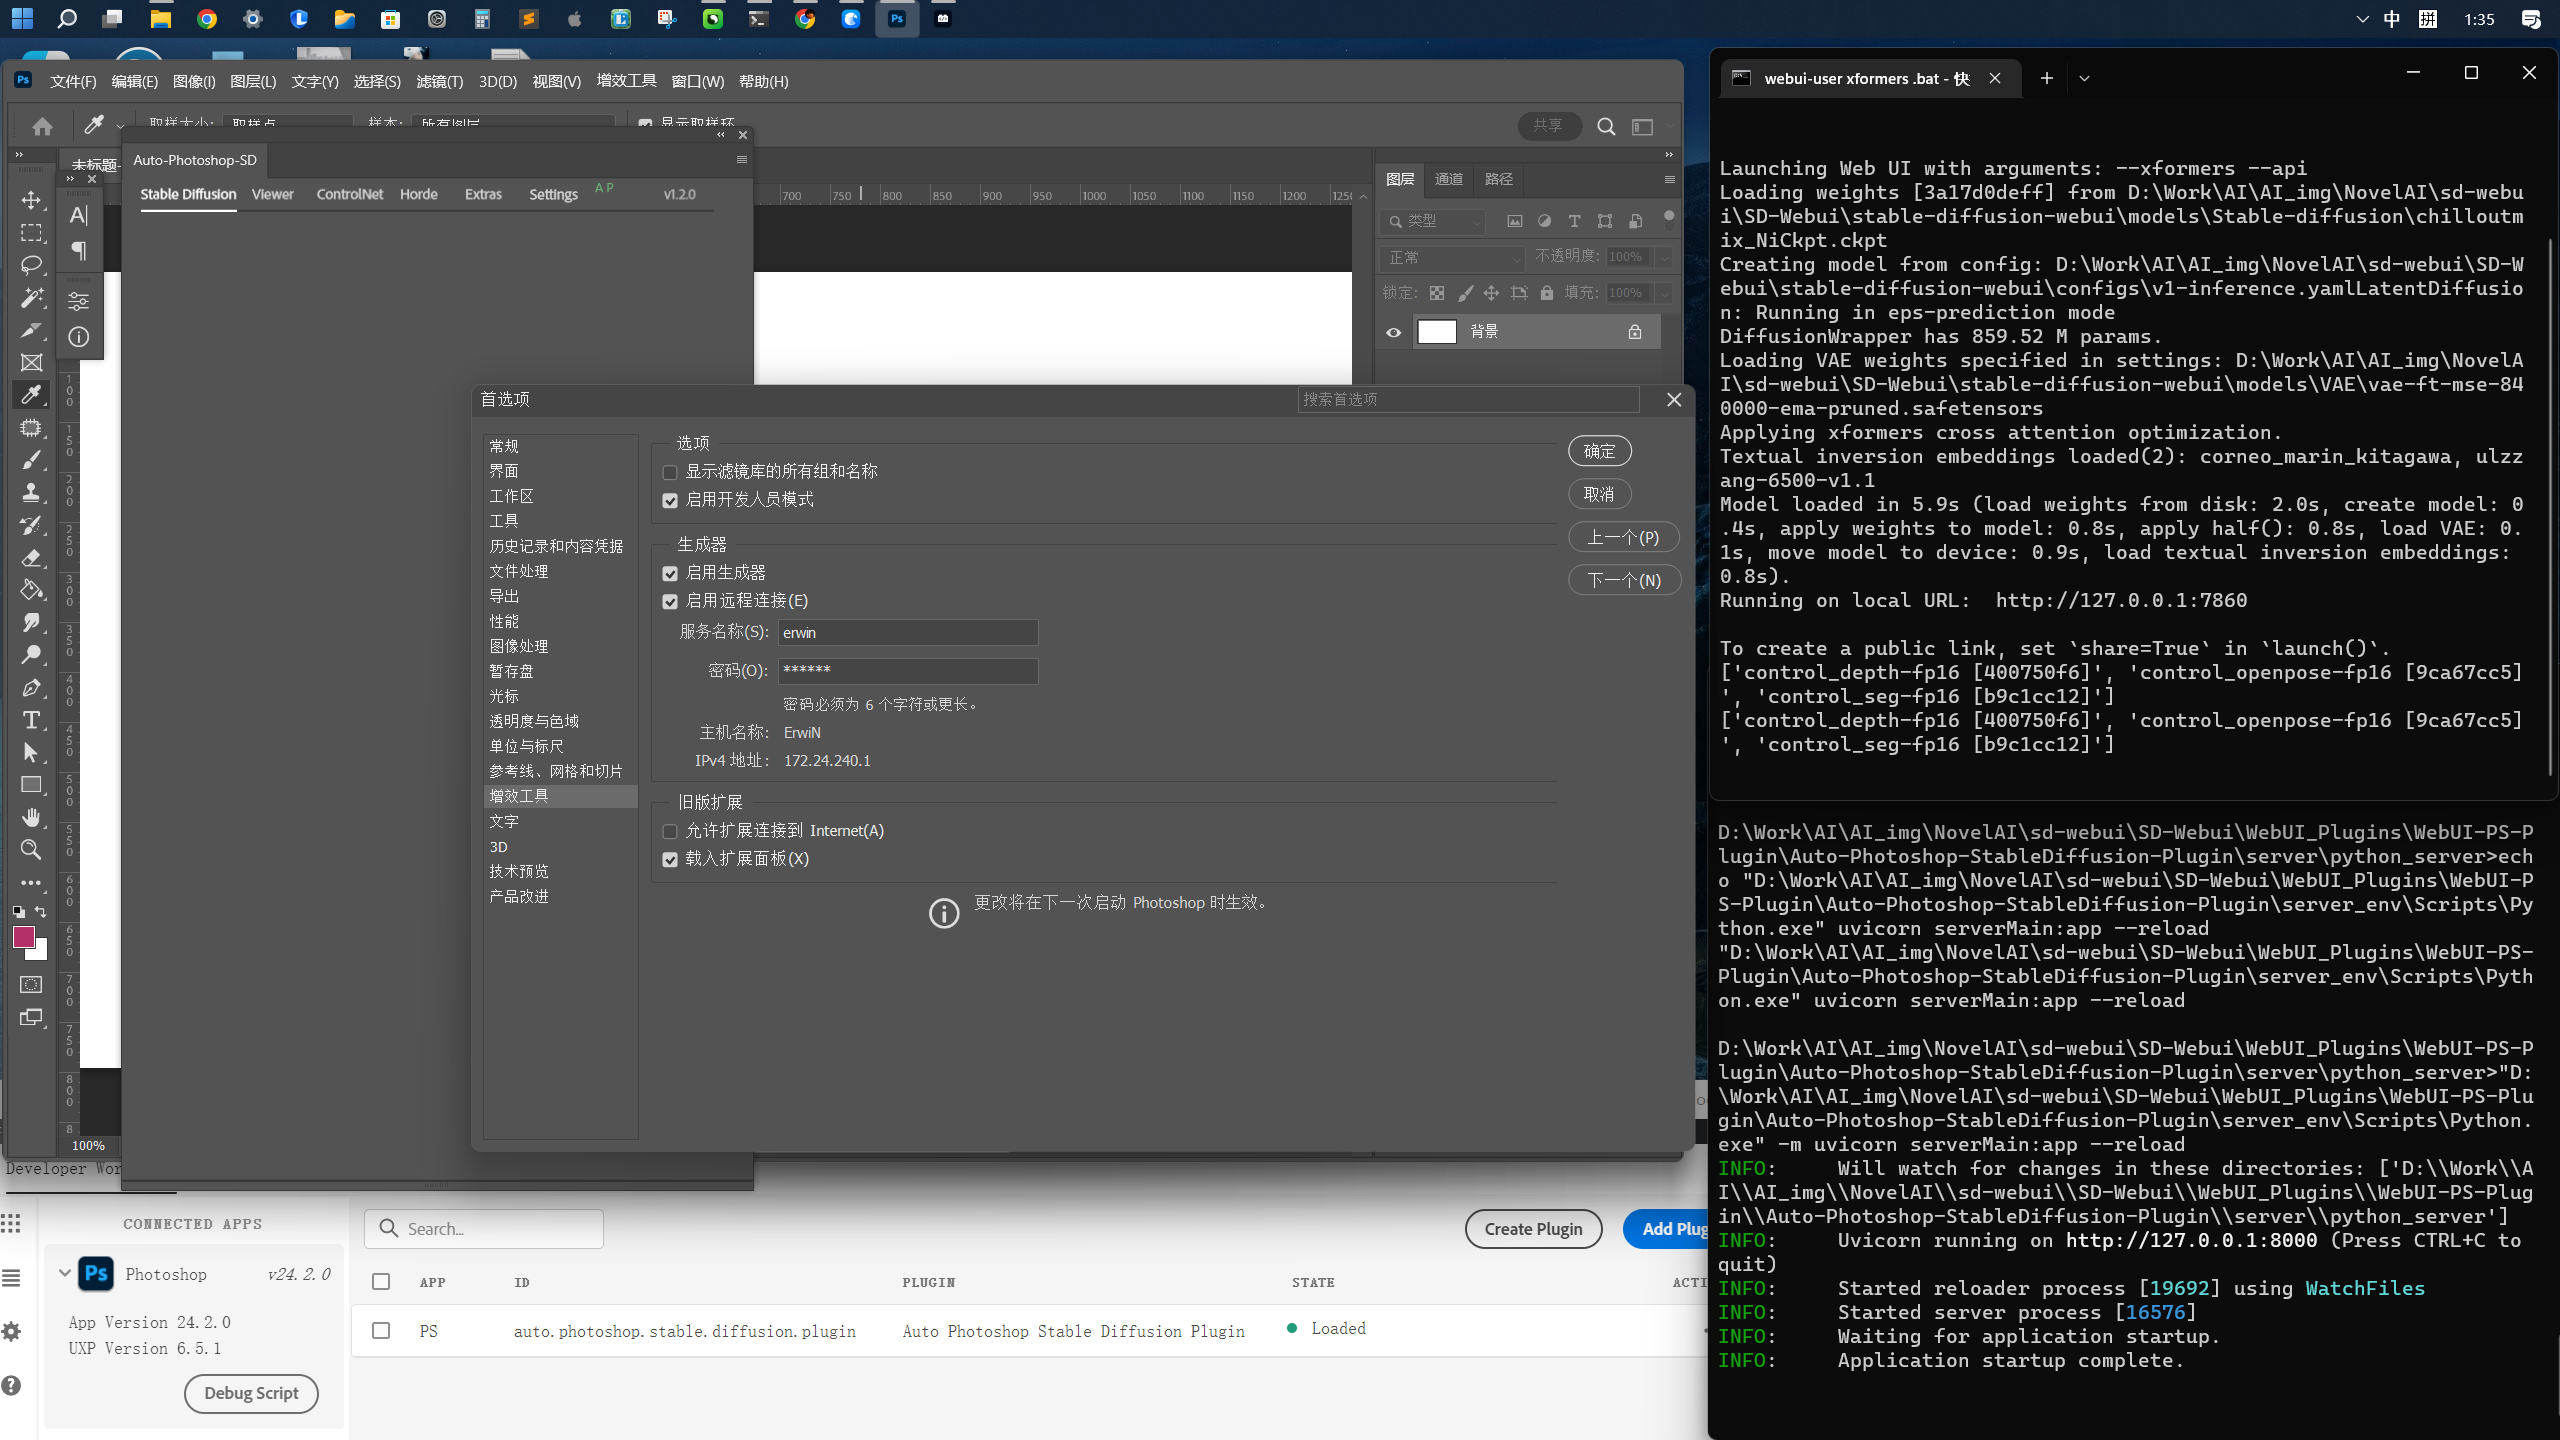 中
拼
1:35
文件(F) 编辑(E) 图像(I) 图层(L) 文字(Y) 选择(S) 滤镜(T) 3D(D) 视图(V) 增效工具 窗口(W) 帮助(H)
取样大小: 取样点 样本: 所有图层 显示取样环
共享
未标题-
Auto-Photoshop-SD
Stable Diffusion Viewer ControlNet Horde Extras Settings A P v1.2.0
700 750 800 850 900 950 1000 1050 1100 1150 1200 1250
图层 通道 路径
类型
正常 不透明度: 100%
锁定: 填充: 100%
背景
首选项
搜索首选项
常规
界面
工作区
工具
历史记录和内容凭据
文件处理
导出
性能
图像处理
暂存盘
光标
透明度与色域
单位与标尺
参考线、网格和切片
增效工具
文字
3D
技术预览
产品改进
选项
显示滤镜库的所有组和名称
启用开发人员模式
生成器
启用生成器
启用远程连接(E)
服务名称(S): erwin
密码(O): ******
密码必须为 6 个字符或更长。
主机名称: ErwiN
IPv4 地址: 172.24.240.1
旧版扩展
允许扩展连接到 Internet(A)
载入扩展面板(X)
更改将在下一次启动 Photoshop 时生效。
确定
取消
上一个(P)
下一个(N)
100%
Developer Wor
CONNECTED APPS
Photoshop v24.2.0
App Version 24.2.0
UXP Version 6.5.1
Debug Script
Search...
Create Plugin
Add Plug
APP ID PLUGIN STATE ACTI
PS auto.photoshop.stable.diffusion.plugin Auto Photoshop Stable Diffusion Plugin Loaded
webui-user xformers .bat - 快
Launching Web UI with arguments: --xformers --api
Loading weights [3a17d0deff] from D:\Work\AI\AI_img\NovelAI\sd-webu
i\SD-Webui\stable-diffusion-webui\models\Stable-diffusion\chilloutm
ix_NiCkpt.ckpt
Creating model from config: D:\Work\AI\AI_img\NovelAI\sd-webui\SD-W
ebui\stable-diffusion-webui\configs\v1-inference.yamlLatentDiffusio
n: Running in eps-prediction mode
DiffusionWrapper has 859.52 M params.
Loading VAE weights specified in settings: D:\Work\AI\AI_img\NovelA
I\sd-webui\SD-Webui\stable-diffusion-webui\models\VAE\vae-ft-mse-84
0000-ema-pruned.safetensors
Applying xformers cross attention optimization.
Textual inversion embeddings loaded(2): corneo_marin_kitagawa, ulzz
ang-6500-v1.1
Model loaded in 5.9s (load weights from disk: 2.0s, create model: 0
.4s, apply weights to model: 0.8s, apply half(): 0.8s, load VAE: 0.
1s, move model to device: 0.9s, load textual inversion embeddings:
0.8s).
Running on local URL:  http://127.0.0.1:7860
To create a public link, set `share=True` in `launch()`.
['control_depth-fp16 [400750f6]', 'control_openpose-fp16 [9ca67cc5]
', 'control_seg-fp16 [b9c1cc12]']
['control_depth-fp16 [400750f6]', 'control_openpose-fp16 [9ca67cc5]
', 'control_seg-fp16 [b9c1cc12]']
D:\Work\AI\AI_img\NovelAI\sd-webui\SD-Webui\WebUI_Plugins\WebUI-PS-P
lugin\Auto-Photoshop-StableDiffusion-Plugin\server\python_server>ech
o "D:\Work\AI\AI_img\NovelAI\sd-webui\SD-Webui\WebUI_Plugins\WebUI-P
S-Plugin\Auto-Photoshop-StableDiffusion-Plugin\server_env\Scripts\Py
thon.exe" uvicorn serverMain:app --reload
"D:\Work\AI\AI_img\NovelAI\sd-webui\SD-Webui\WebUI_Plugins\WebUI-PS-
Plugin\Auto-Photoshop-StableDiffusion-Plugin\server_env\Scripts\Pyth
on.exe" uvicorn serverMain:app --reload
D:\Work\AI\AI_img\NovelAI\sd-webui\SD-Webui\WebUI_Plugins\WebUI-PS-P
lugin\Auto-Photoshop-StableDiffusion-Plugin\server\python_server>"D:
\Work\AI\AI_img\NovelAI\sd-webui\SD-Webui\WebUI_Plugins\WebUI-PS-Plu
gin\Auto-Photoshop-StableDiffusion-Plugin\server_env\Scripts\Python.
exe" -m uvicorn serverMain:app --reload
INFO:     Will watch for changes in these directories: ['D:\\Work\\A
I\\AI_img\\NovelAI\\sd-webui\\SD-Webui\\WebUI_Plugins\\WebUI-PS-Plug
in\\Auto-Photoshop-StableDiffusion-Plugin\\server\\python_server']
INFO:     Uvicorn running on http://127.0.0.1:8000 (Press CTRL+C to
quit)
INFO:     Started reloader process [19692] using WatchFiles
INFO:     Started server process [16576]
INFO:     Waiting for application startup.
INFO:     Application startup complete.